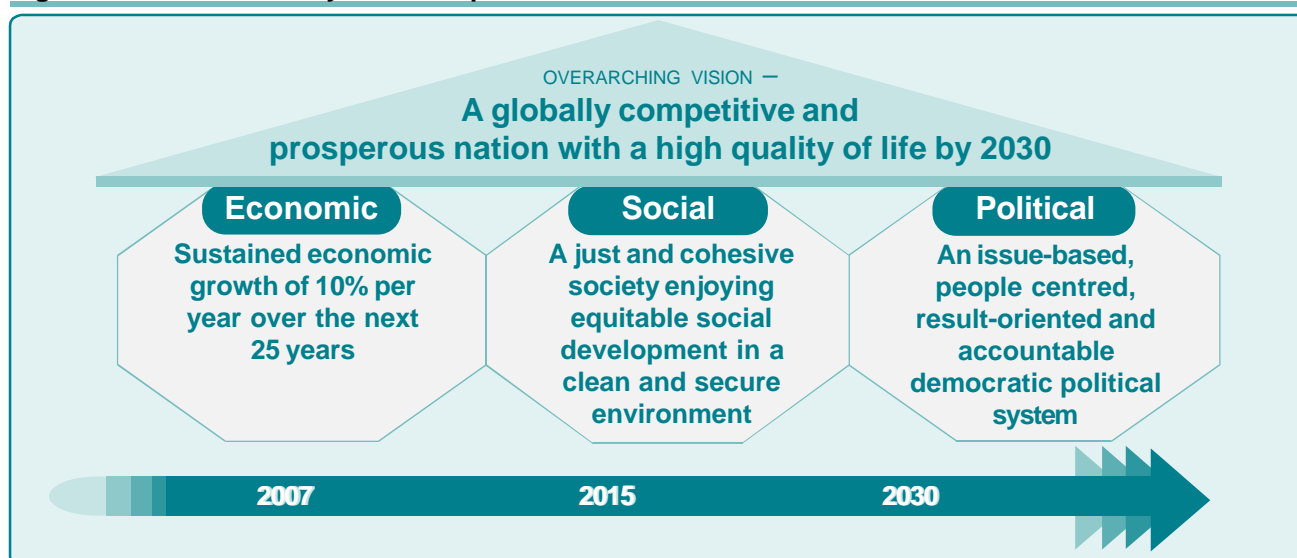 OVERARCHING VISION –
A globally competitive and
prosperous nation with a high quality of life by 2030
Economic
Sustained economic
growth of 10% per
year over the next
25 years
Social
A just and cohesive
society enjoying
equitable social
development in a
clean and secure
environment
Political
An issue-based,
people centred,
result-oriented and
accountable
democratic political
system
2007
2015
2030